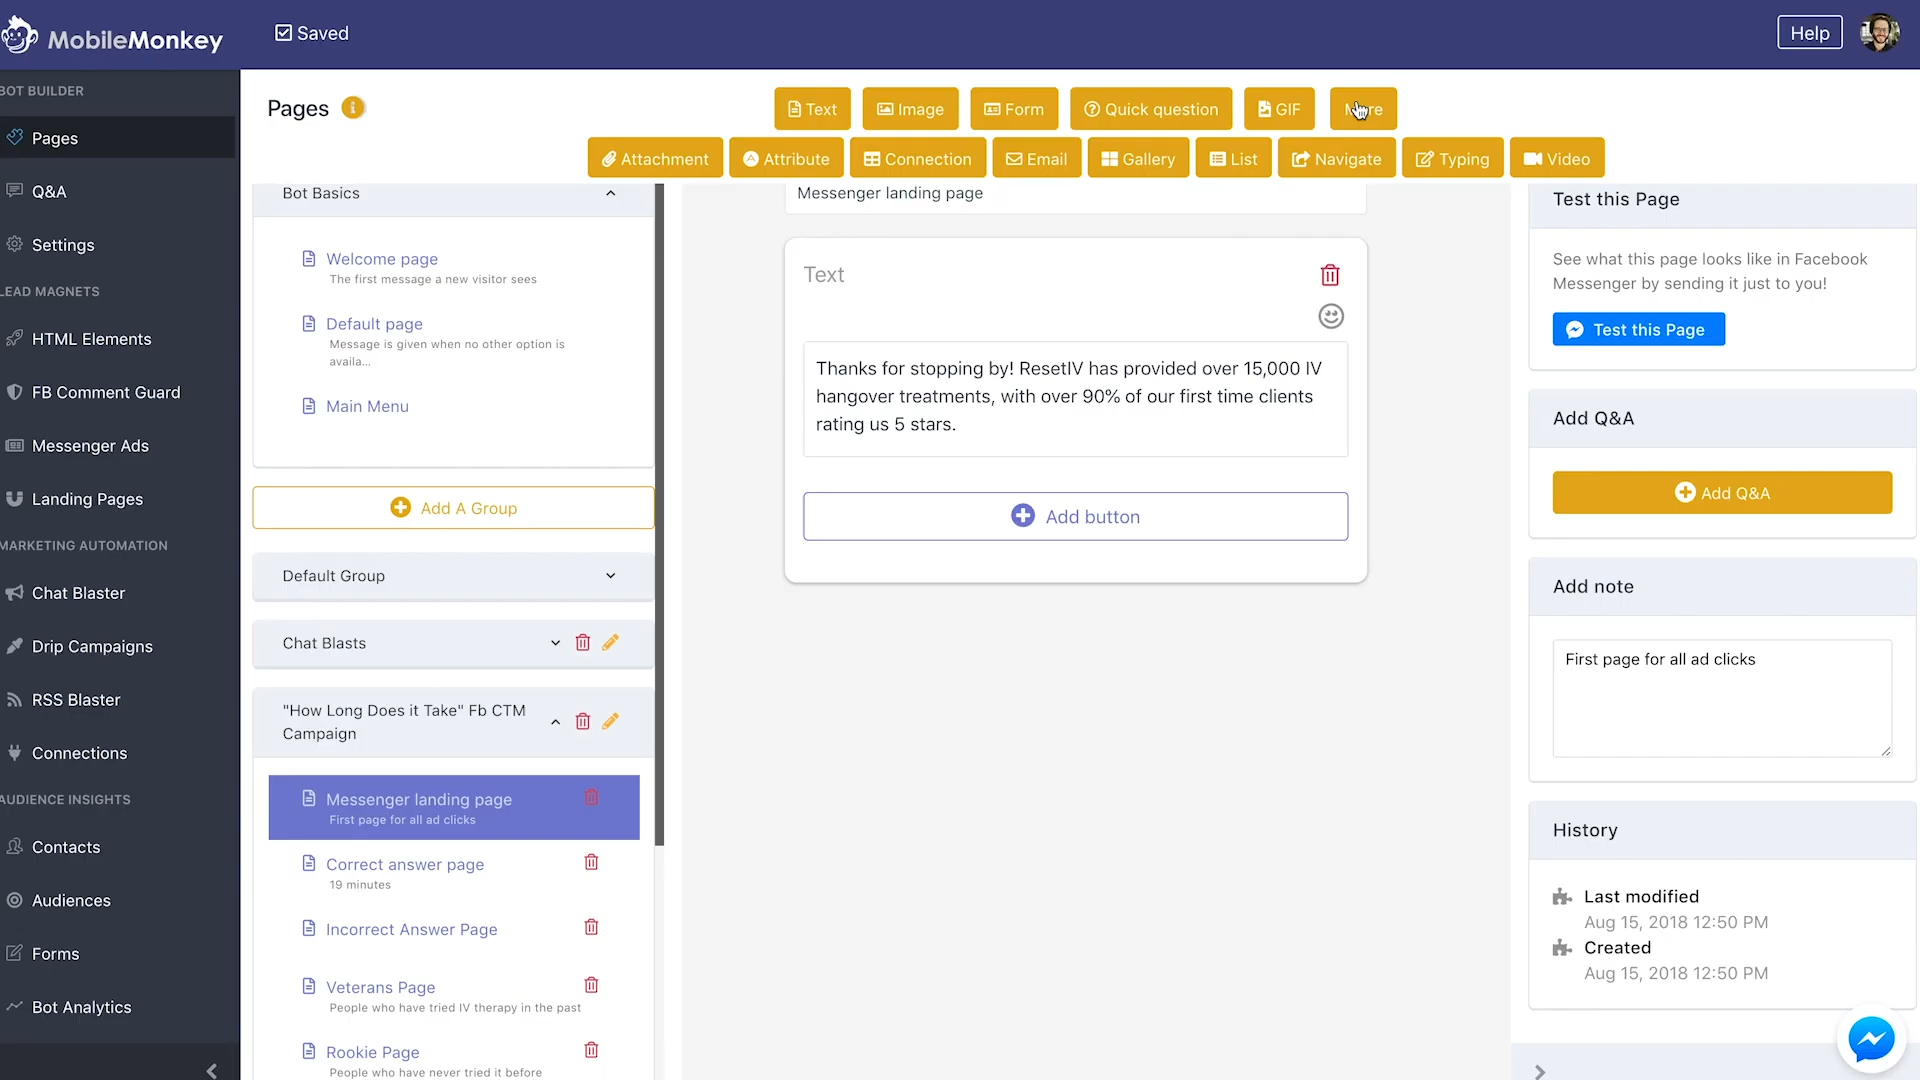 MobileMonkey
Saved
Help
BOT BUILDER
Pages
Q&A
Settings
LEAD MAGNETS
HTML Elements
FB Comment Guard
Messenger Ads
Landing Pages
MARKETING AUTOMATION
Chat Blaster
Drip Campaigns
RSS Blaster
Connections
AUDIENCE INSIGHTS
Contacts
Audiences
Forms
Bot Analytics
Pages
Text
Image
Form
Quick question
GIF
Attachment
Attribute
Connection
Email
Gallery
List
Navigate
Typing
Video
Bot Basics
Welcome page
The first message a new visitor sees
Default page
Message is given when no other option is
availa...
Main Menu
Add A Group
Default Group
Chat Blasts
"How Long Does it Take" Fb CTM
Campaign
Messenger landing page
First page for all ad clicks
Correct answer page
19 minutes
Incorrect Answer Page
Veterans Page
People who have tried IV therapy in the past
Rookie Page
People who have never tried it before
Messenger landing page
Text
Thanks for stopping by! ResetIV has provided over 15,000 IV
hangover treatments, with over 90% of our first time clients
rating us 5 stars.
Add button
Test this Page
See what this page looks like in Facebook
Messenger by sending it just to you!
Test this Page
Add Q&A
Add Q&A
Add note
First page for all ad clicks
History
Last modified
Aug 15, 2018 12:50 PM
Created
Aug 15, 2018 12:50 PM